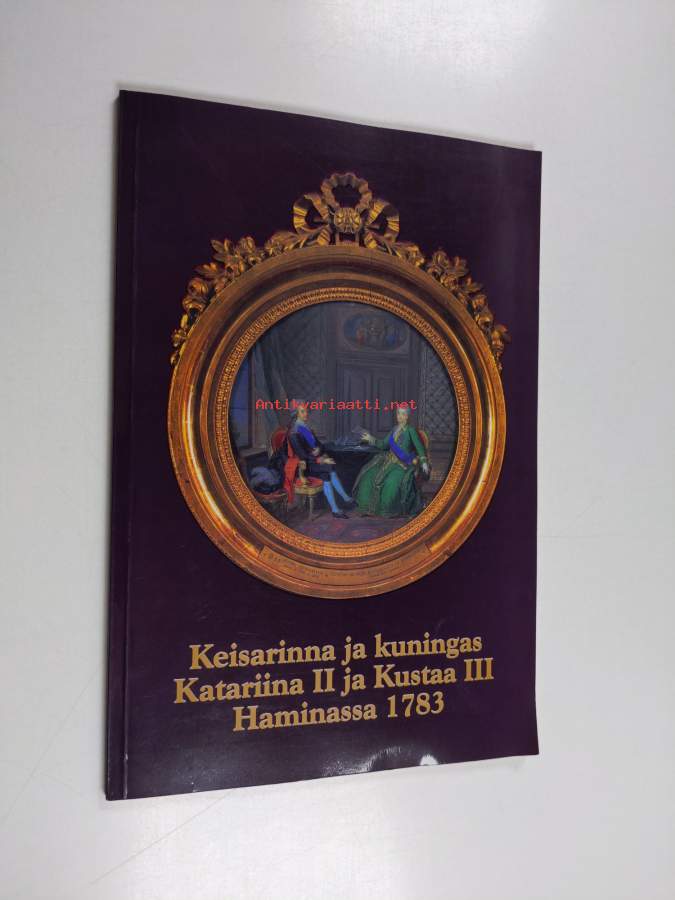 Antikvariaatti.net
Keisarinna ja kuningas
Katariina II ja Kustaa III
Haminassa 1783